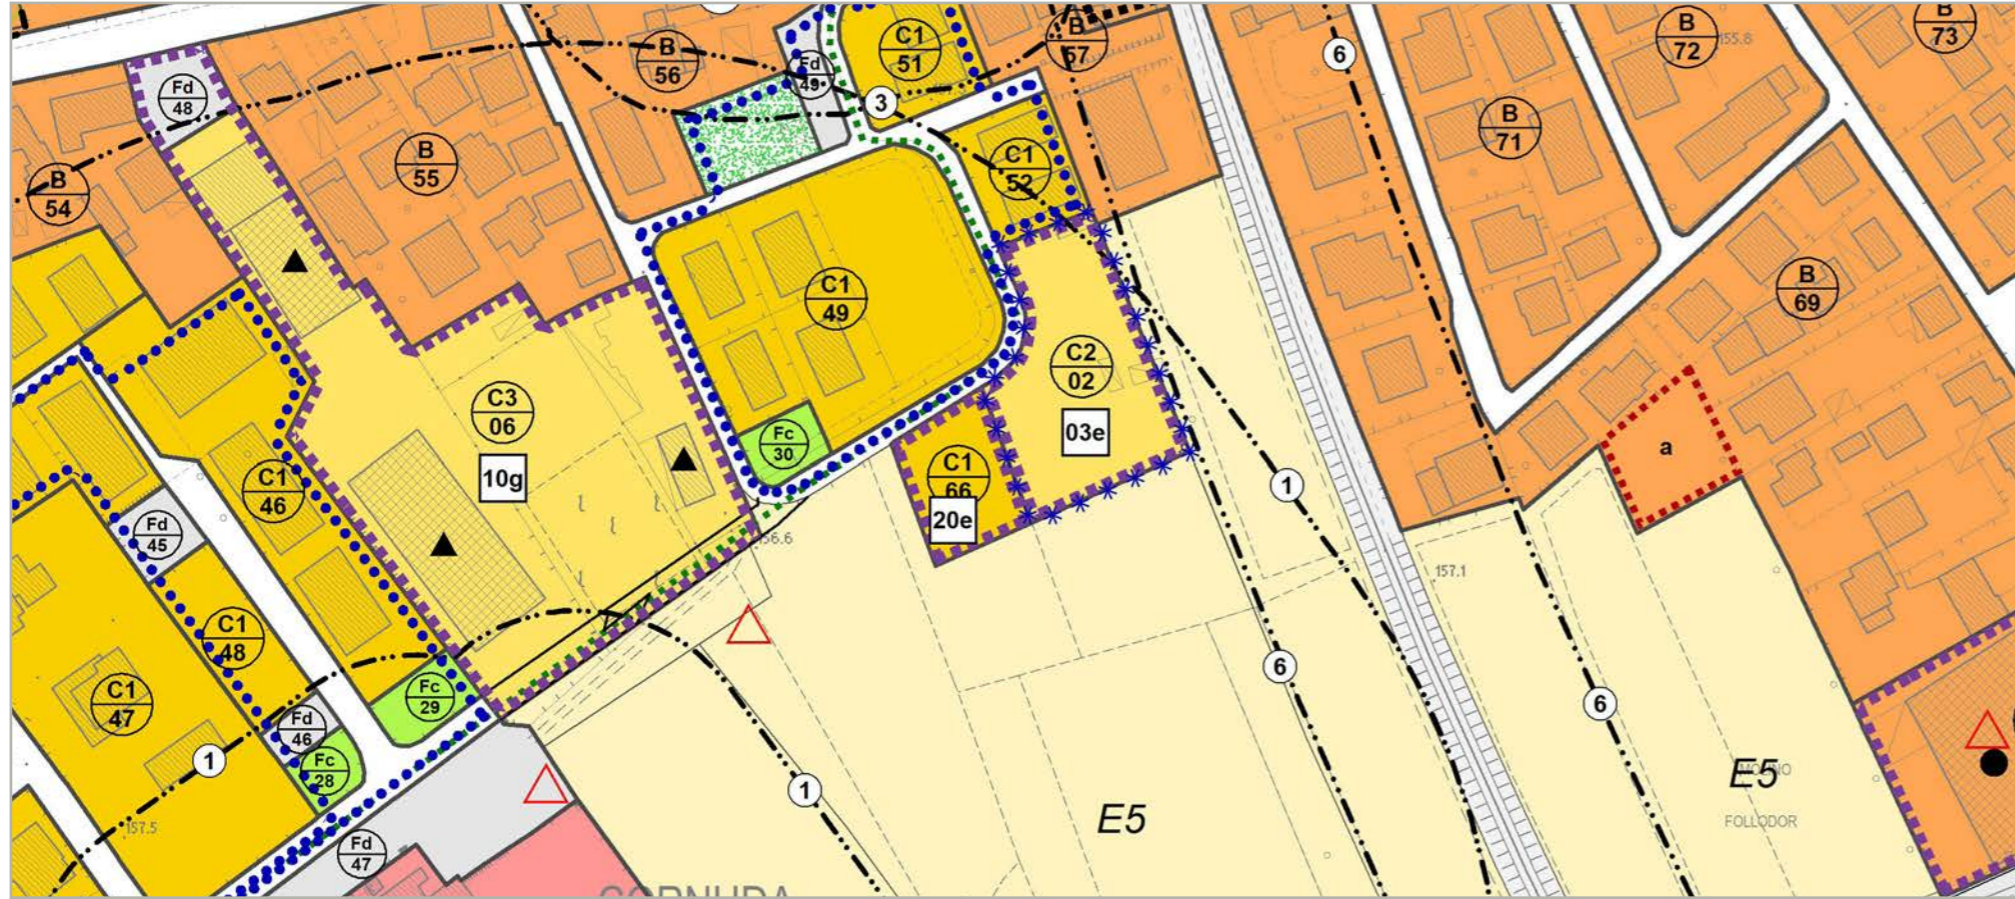 B
56
Fd
49
C1
51
B
57
6
B
72
155.8
B
73
Fd
48
3
B
71
B
54
B
55
C1
52
C1
49
B
69
C2
02
03e
C3
06
10g
Fc
30
C1
66
20e
a
C1
46
1
Fd
45
156.6
157.1
C1
48
6
Fc
29
C1
47
Fd
46
6
1
Fc
28
1
E5
E5
157.5
FOLLODOR
Fd
47
CORNUDA